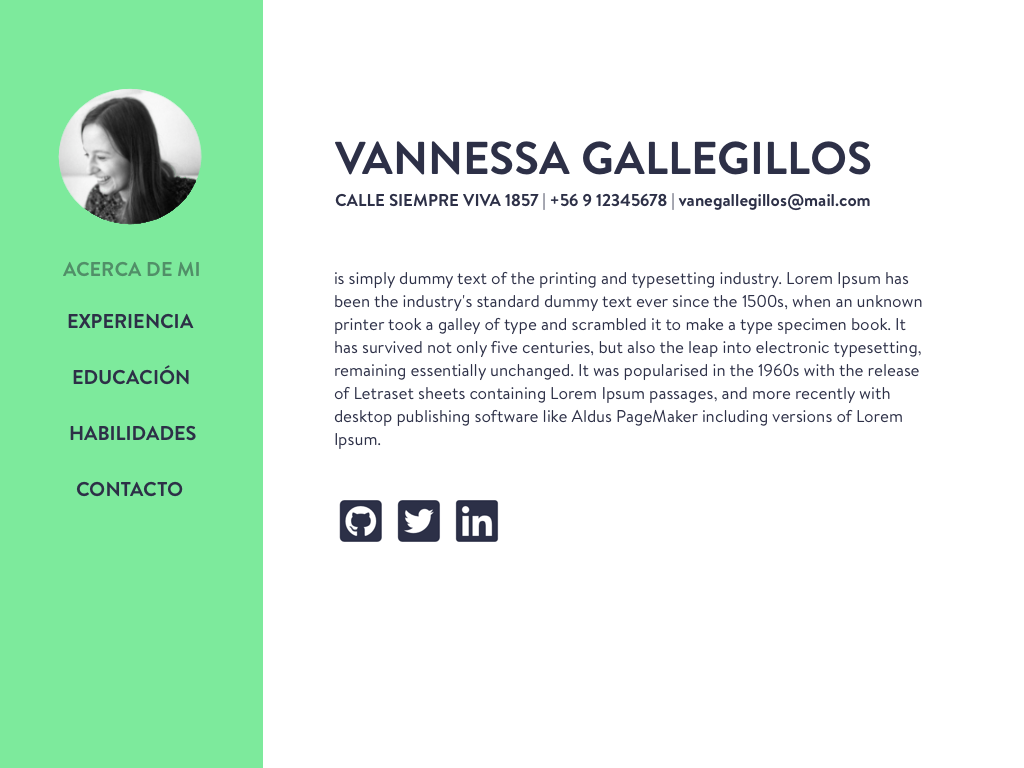 ACERCA DE MI
EXPERIENCIA
EDUCACIÓN
HABILIDADES
CONTACTO
VANNESSA GALLEGILLOS
CALLE SIEMPRE VIVA 1857 | +56 9 12345678 | vanegallegillos@mail.com
is simply dummy text of the printing and typesetting industry. Lorem Ipsum has
been the industry's standard dummy text ever since the 1500s, when an unknown
printer took a galley of type and scrambled it to make a type specimen book. It
has survived not only five centuries, but also the leap into electronic typesetting,
remaining essentially unchanged. It was popularised in the 1960s with the release
of Letraset sheets containing Lorem Ipsum passages, and more recently with
desktop publishing software like Aldus PageMaker including versions of Lorem
Ipsum.
in